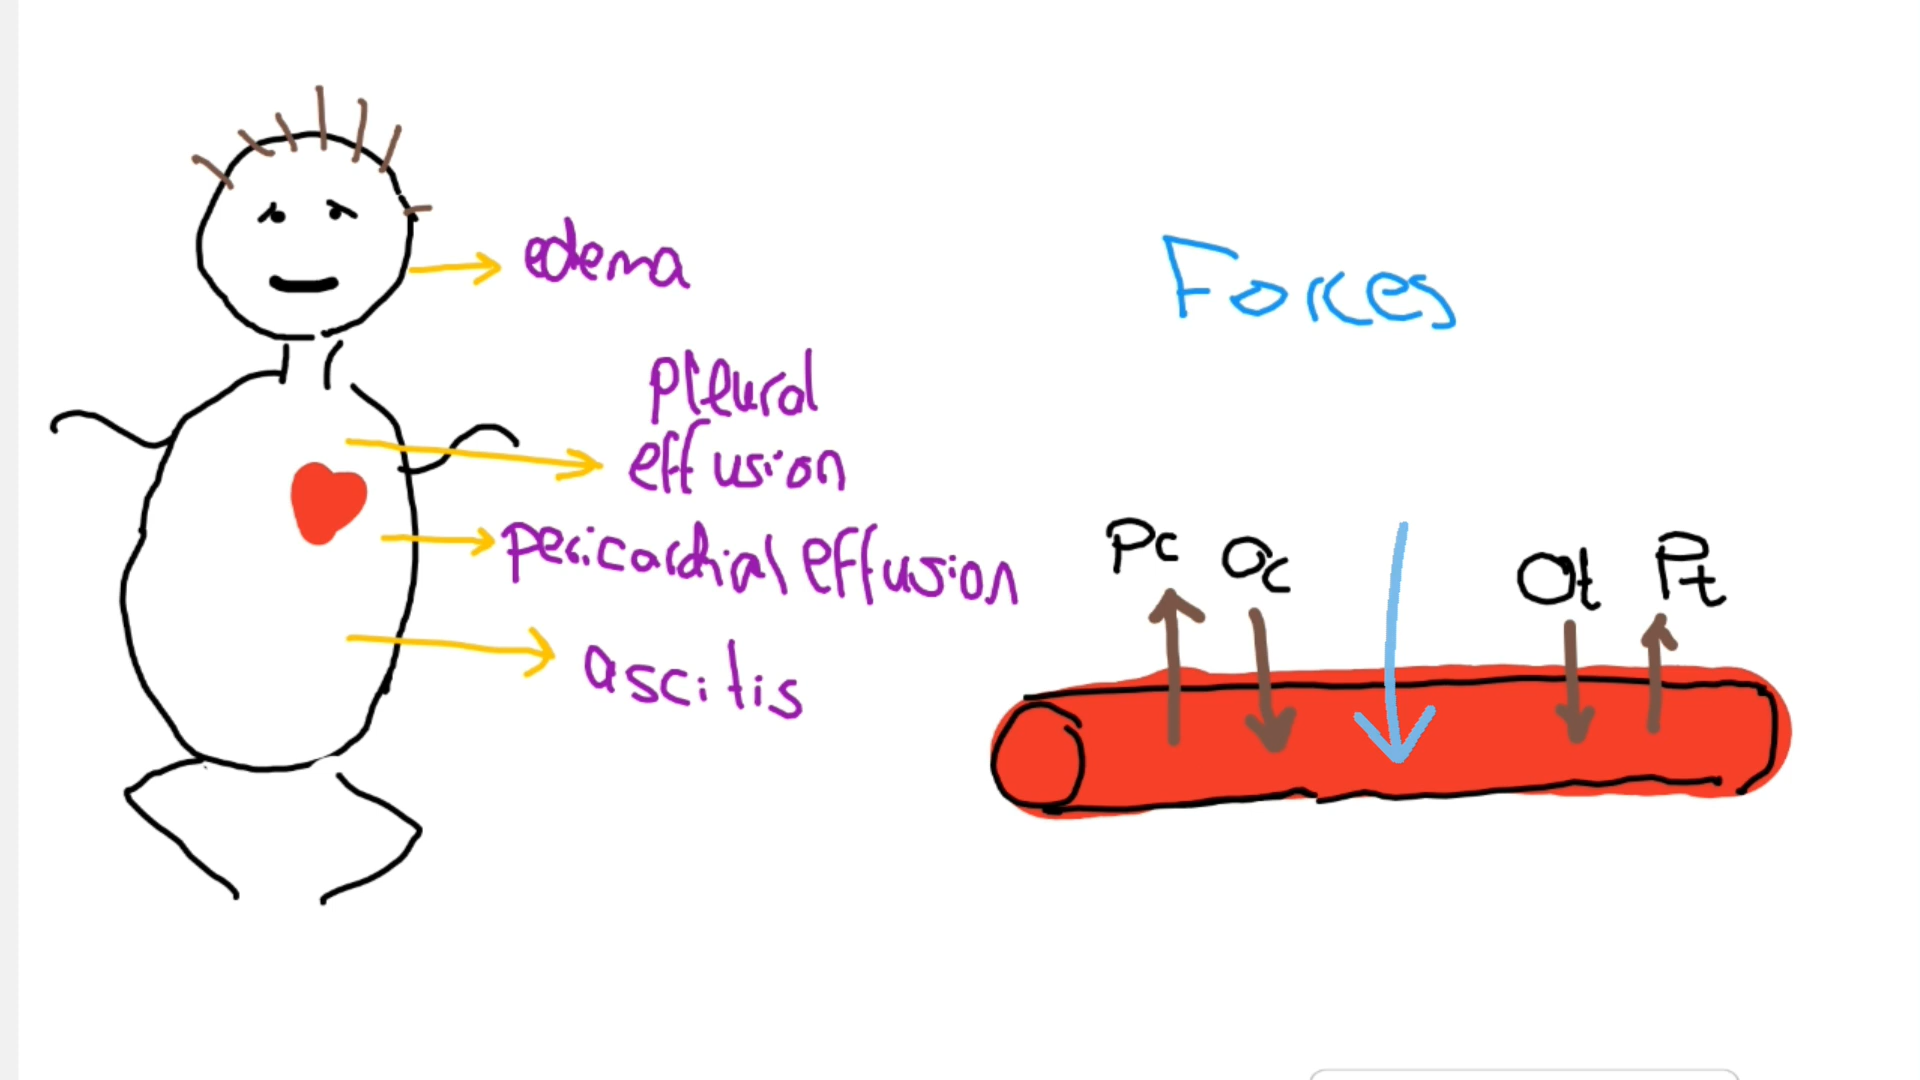 edema
pleural
effusion
pericardial effusion
ascitis
Forces
Pc Oc
Ot Pt